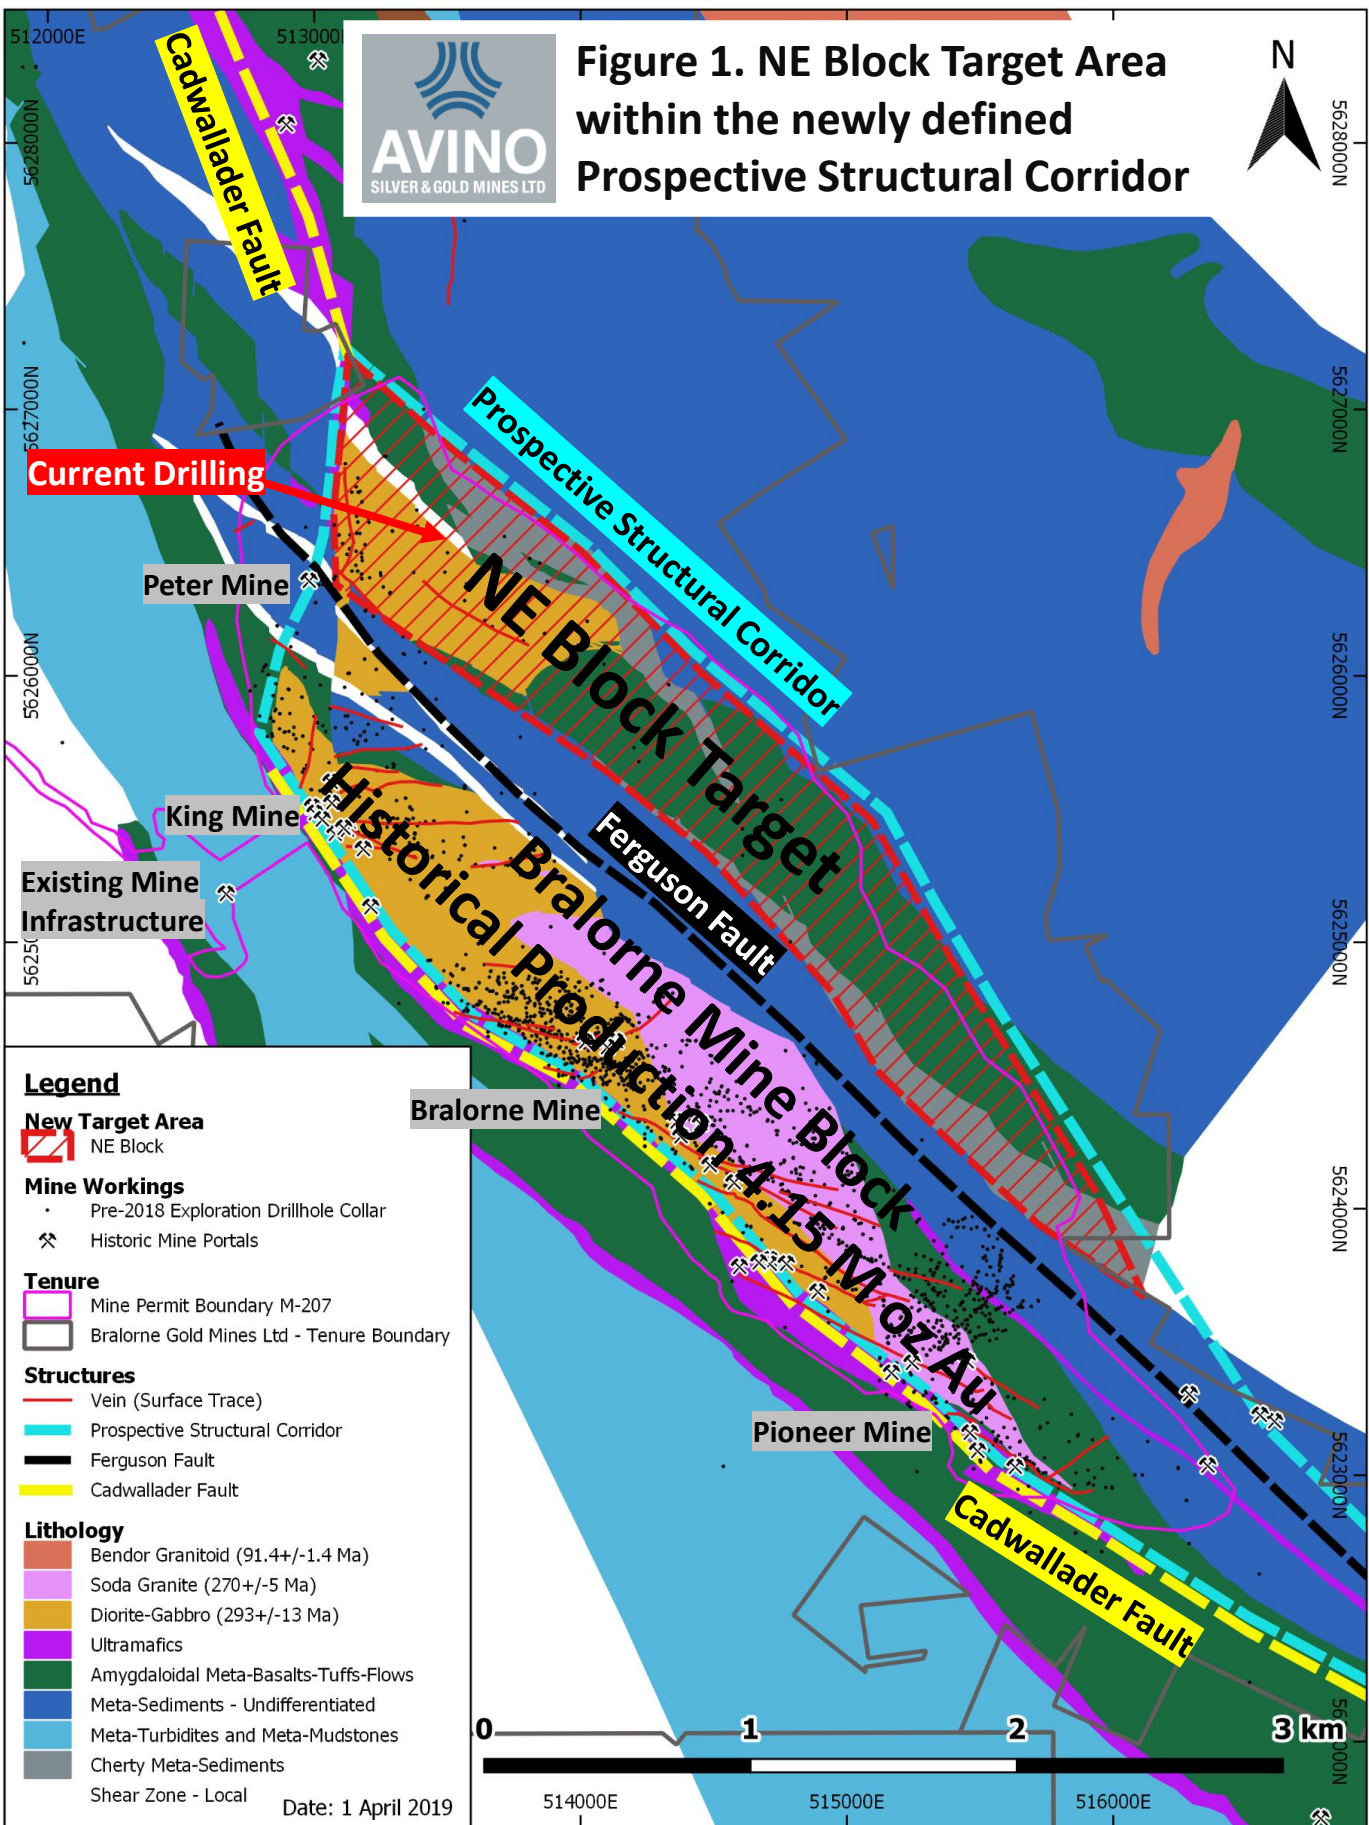 512000E
513000
AVINO
SILVER & GOLD MINES LTD
Figure 1. NE Block Target Area
within the newly defined
Prospective Structural Corridor
N
5628000N
5628000N
Cadwallader Fault
5627000N
5627000N
Prospective Structural Corridor
Current Drilling
Peter Mine
NE Block Target
5626000N
5626000N
King Mine
Historical Production 4.15 M oz Au
Bralorne Mine Block
Ferguson Fault
Existing Mine
Infrastructure
5625000N
Bralorne Mine
5624000N
Pioneer Mine
5623000N
Cadwallader Fault
Legend
New Target Area
NE Block
Mine Workings
Pre-2018 Exploration Drillhole Collar
Historic Mine Portals
Tenure
Mine Permit Boundary M-207
Bralorne Gold Mines Ltd - Tenure Boundary
Structures
Vein (Surface Trace)
Prospective Structural Corridor
Ferguson Fault
Cadwallader Fault
Lithology
Bendor Granitoid (91.4+/-1.4 Ma)
Soda Granite (270+/-5 Ma)
Diorite-Gabbro (293+/-13 Ma)
Ultramafics
Amygdaloidal Meta-Basalts-Tuffs-Flows
Meta-Sediments - Undifferentiated
Meta-Turbidites and Meta-Mudstones
Cherty Meta-Sediments
Shear Zone - Local
Date: 1 April 2019
0 1 2 3 km
514000E 515000E 516000E